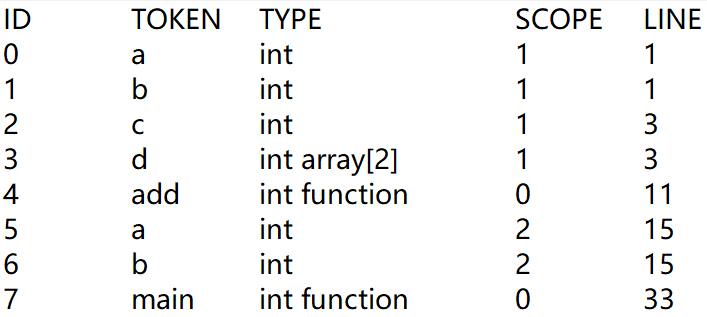 ID TOKEN TYPE SCOPE LINE
0 a int 1 1
1 b int 1 1
2 c int 1 3
3 d int array[2] 1 3
4 add int function 0 11
5 a int 2 15
6 b int 2 15
7 main int function 0 33